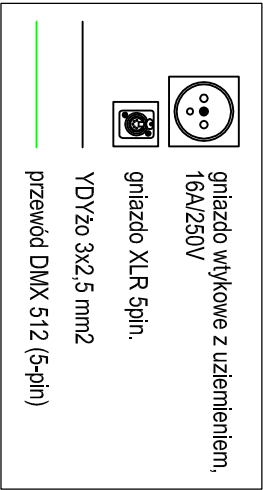 gniazdo wtykowe z uziemieniem,
16A/250V
gniazdo XLR 5pin.
YDYżo 3x2,5 mm2
przewód DMX 512 (5-pin)